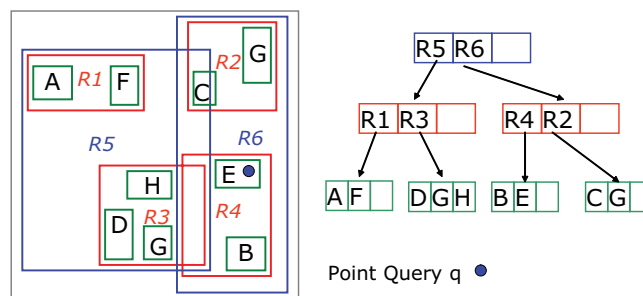 G
R5 R6
A R1 F
R2
C
R1 R3
R4 R2
R5
R6
H
E
A F
D G H
B E
C G
D R3
R4
G
B
Point Query q